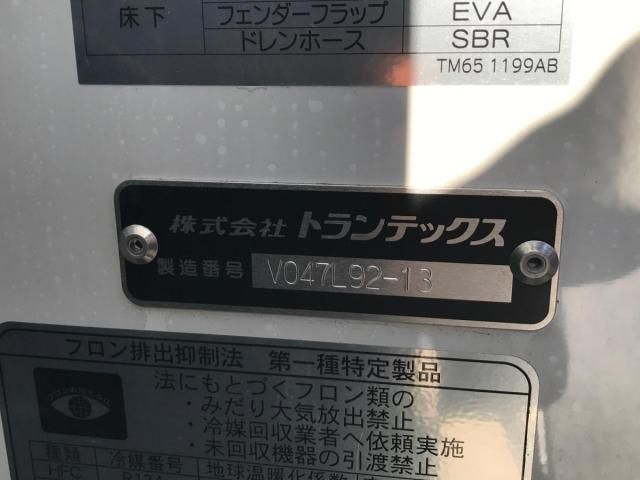 床下 フェンダーフラップ EVA
ドレンホース SBR
TM65 1199AB
株式会社 トランテックス
製造番号 V047L92-13
フロン排出抑制法 第一種特定製品
法にもとづくフロン類の
・みだり大気放出禁止
・冷媒回収業者へ依頼実施
・未回収機器の引渡禁止
種類 冷媒番号 地球温暖化係数
HFC